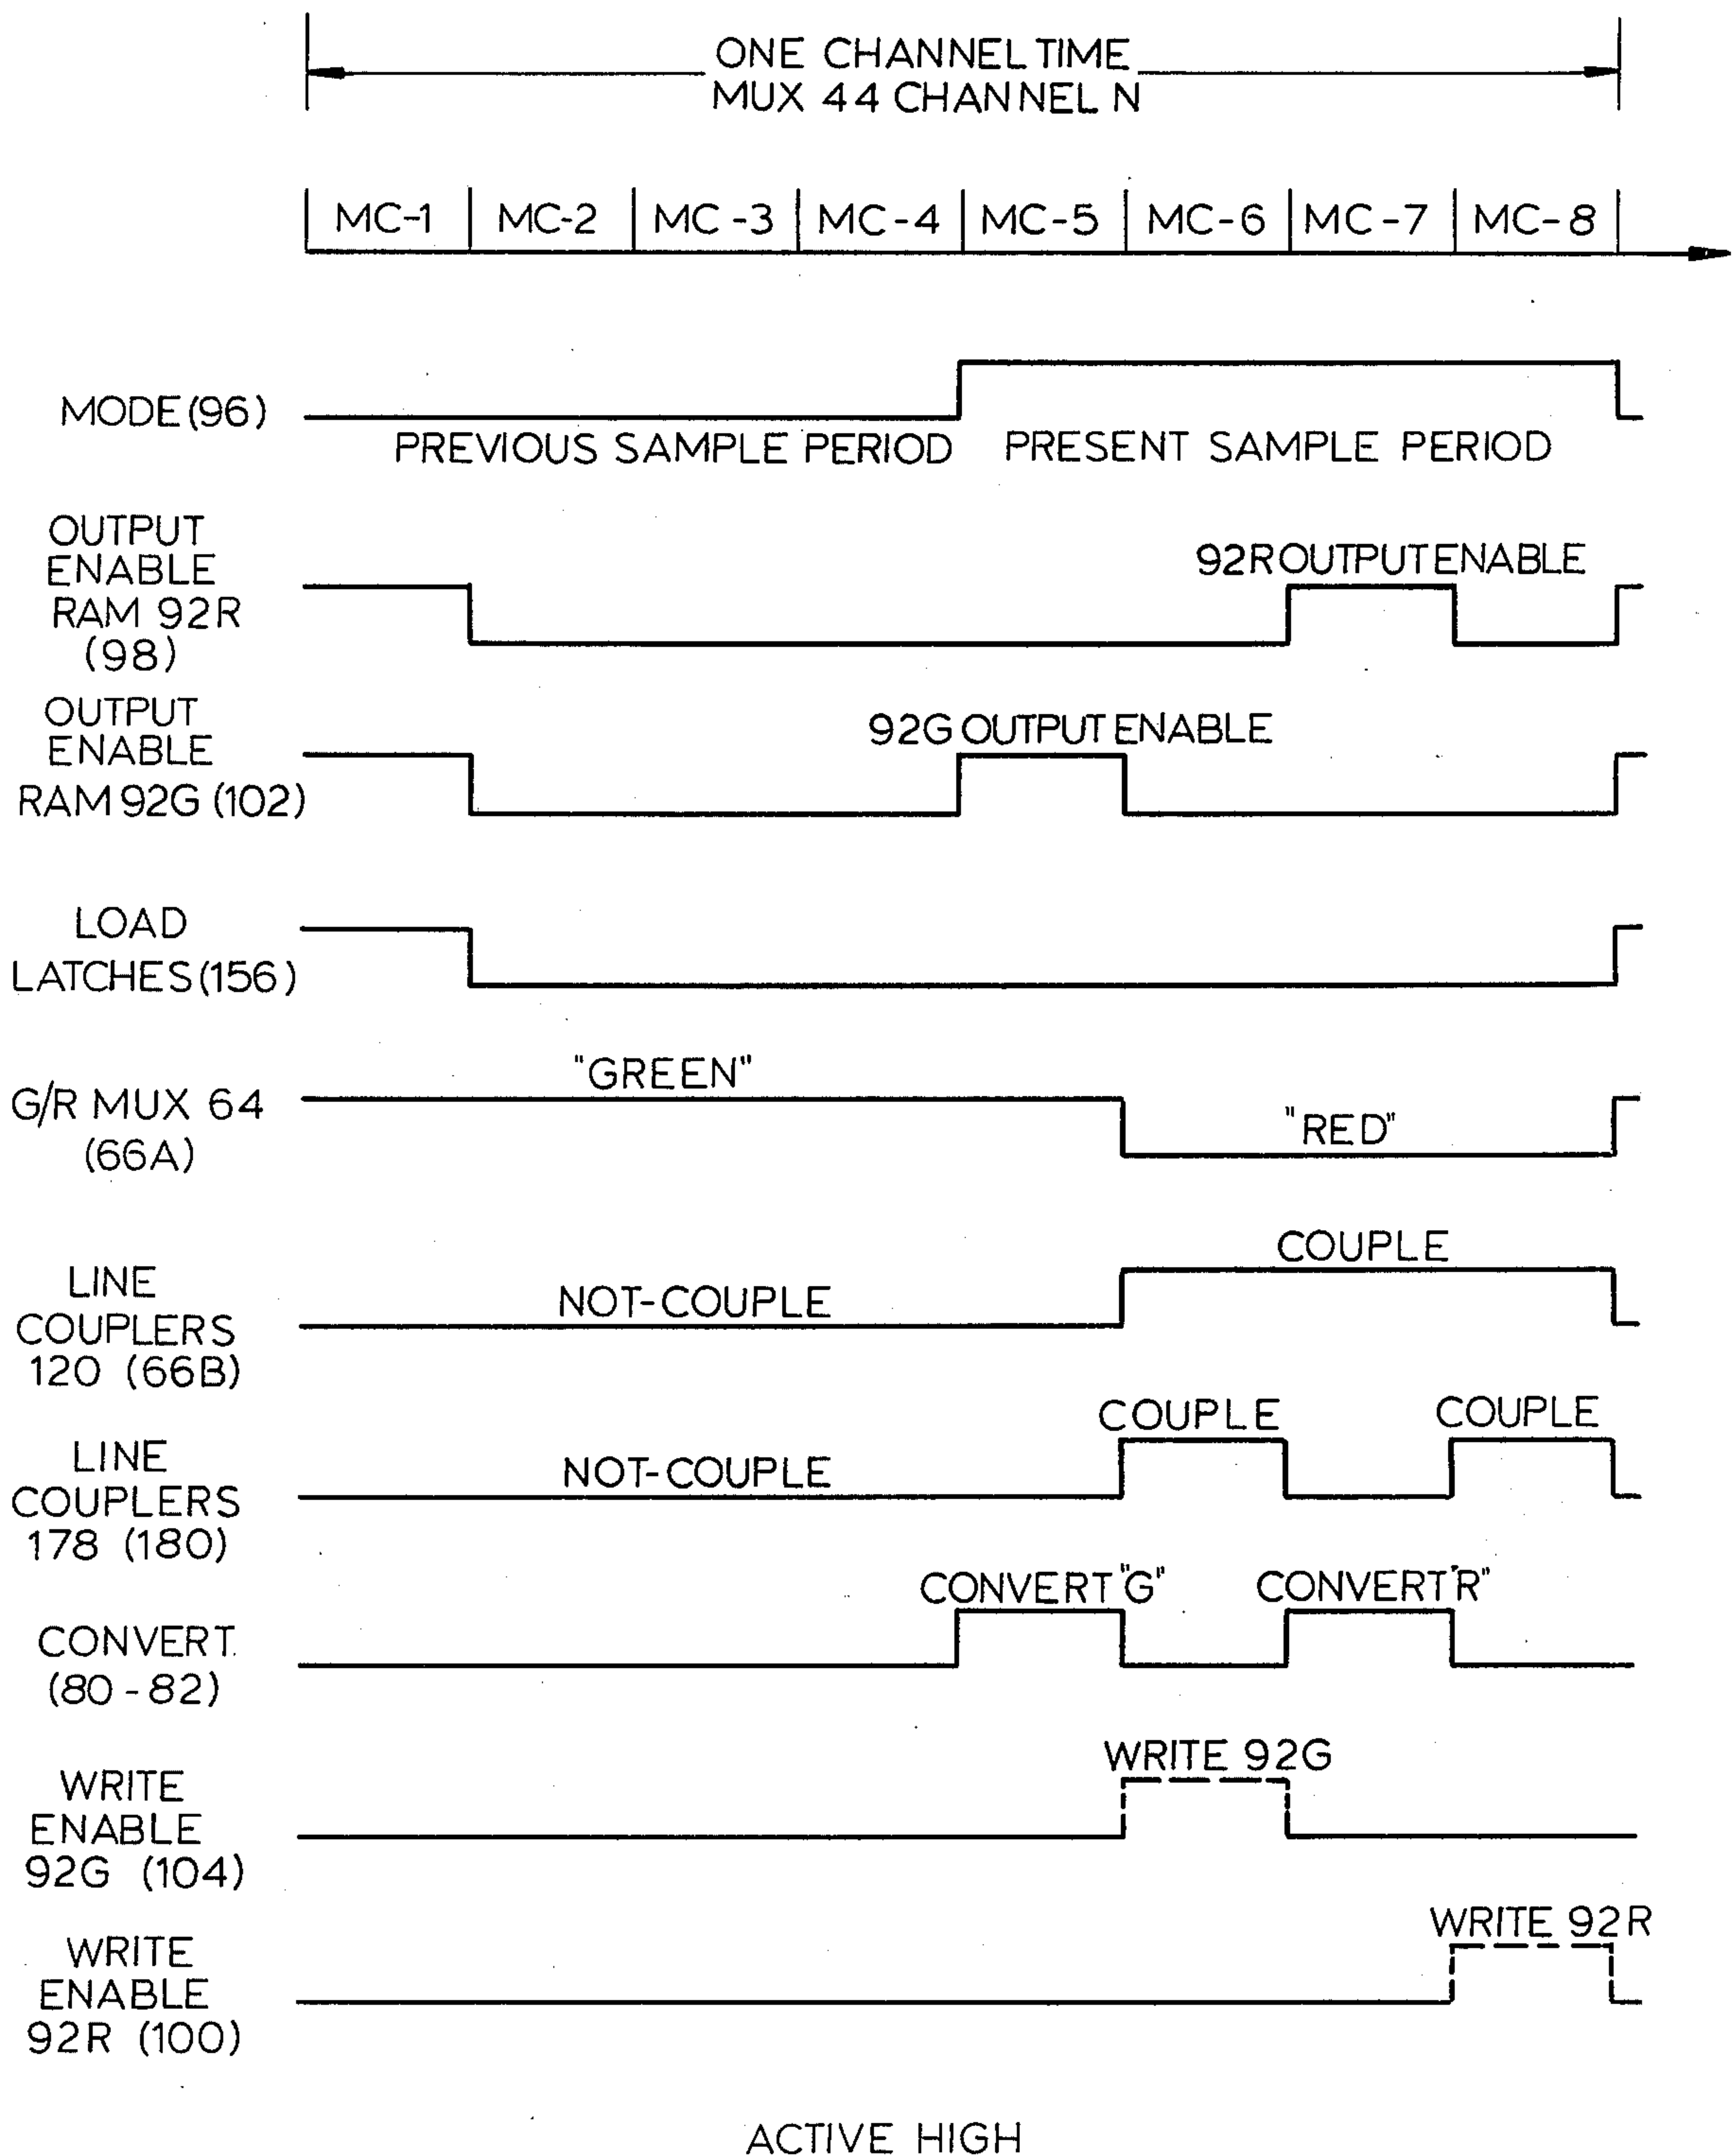 ONE CHANNEL TIME
MUX 44 CHANNEL N
MC-1 MC-2 MC-3 MC-4 MC-5 MC-6 MC-7 MC-8
MODE (96)
PREVIOUS SAMPLE PERIOD PRESENT SAMPLE PERIOD
OUTPUT
ENABLE
RAM 92R
(98)
92R OUTPUT ENABLE
OUTPUT
ENABLE
RAM 92G (102)
92G OUTPUT ENABLE
LOAD
LATCHES (156)
G/R MUX 64
(66A)
"GREEN"
"RED"
LINE
COUPLERS
120 (66B)
NOT-COUPLE
COUPLE
LINE
COUPLERS
178 (180)
NOT-COUPLE
COUPLE COUPLE
CONVERT
(80-82)
CONVERT "G" CONVERT "R"
WRITE
ENABLE
92G (104)
WRITE 92G
WRITE
ENABLE
92R (100)
WRITE 92R
ACTIVE HIGH